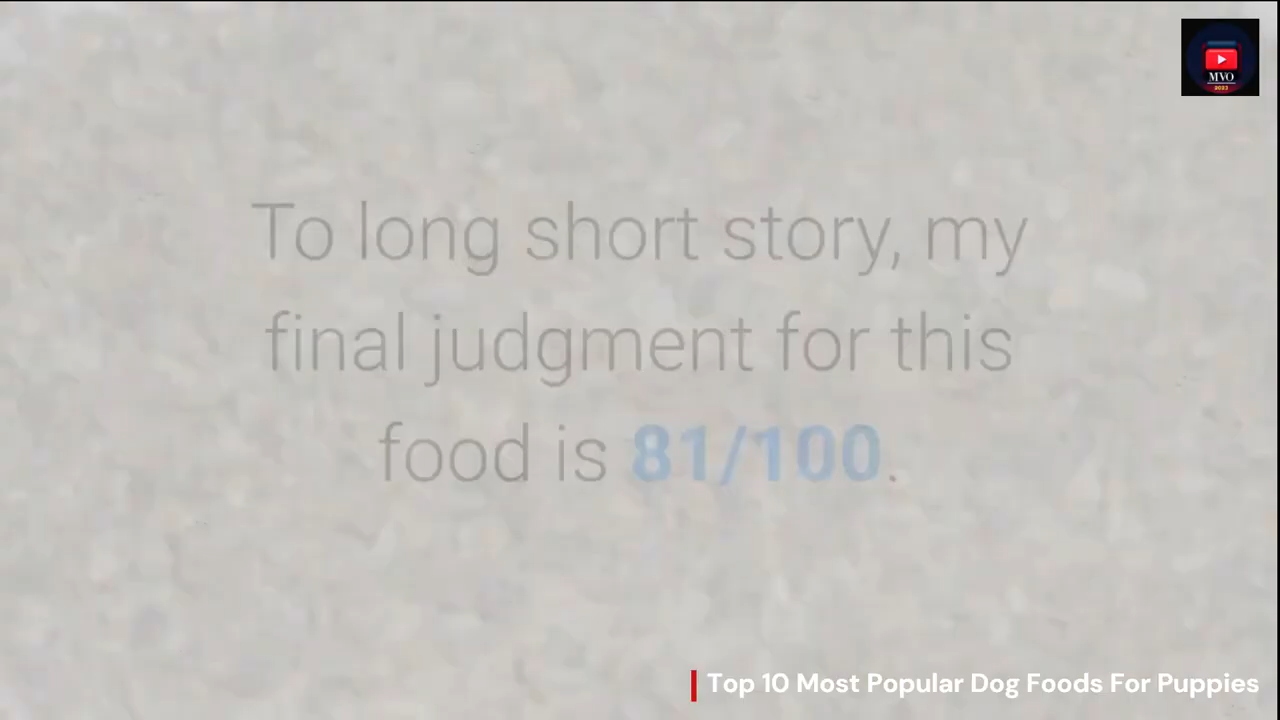 MVO
2023
To long short story, my
final judgment for this
food is 81/100.
Top 10 Most Popular Dog Foods For Puppies